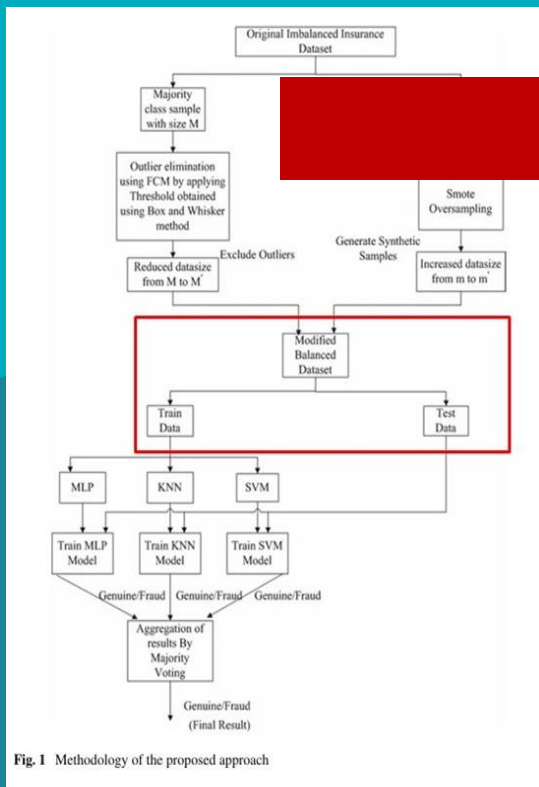 Original Imbalanced Insurance
Dataset
Majority
class sample
with size M
Outlier elimination
using FCM by applying
Threshold obtained
using Box and Whisker
method
Smote
Oversampling
Exclude Outliers
Generate Synthetic
Samples
Reduced datasize
from M to M'
Increased datasize
from m to m'
Modified
Balanced
Dataset
Train
Data
Test
Data
MLP
KNN
SVM
Train MLP
Model
Train KNN
Model
Train SVM
Model
Genuine/Fraud
Genuine/Fraud
Genuine/Fraud
Aggregation of
results By
Majority
Voting
Genuine/Fraud
(Final Result)
Fig. 1 Methodology of the proposed approach